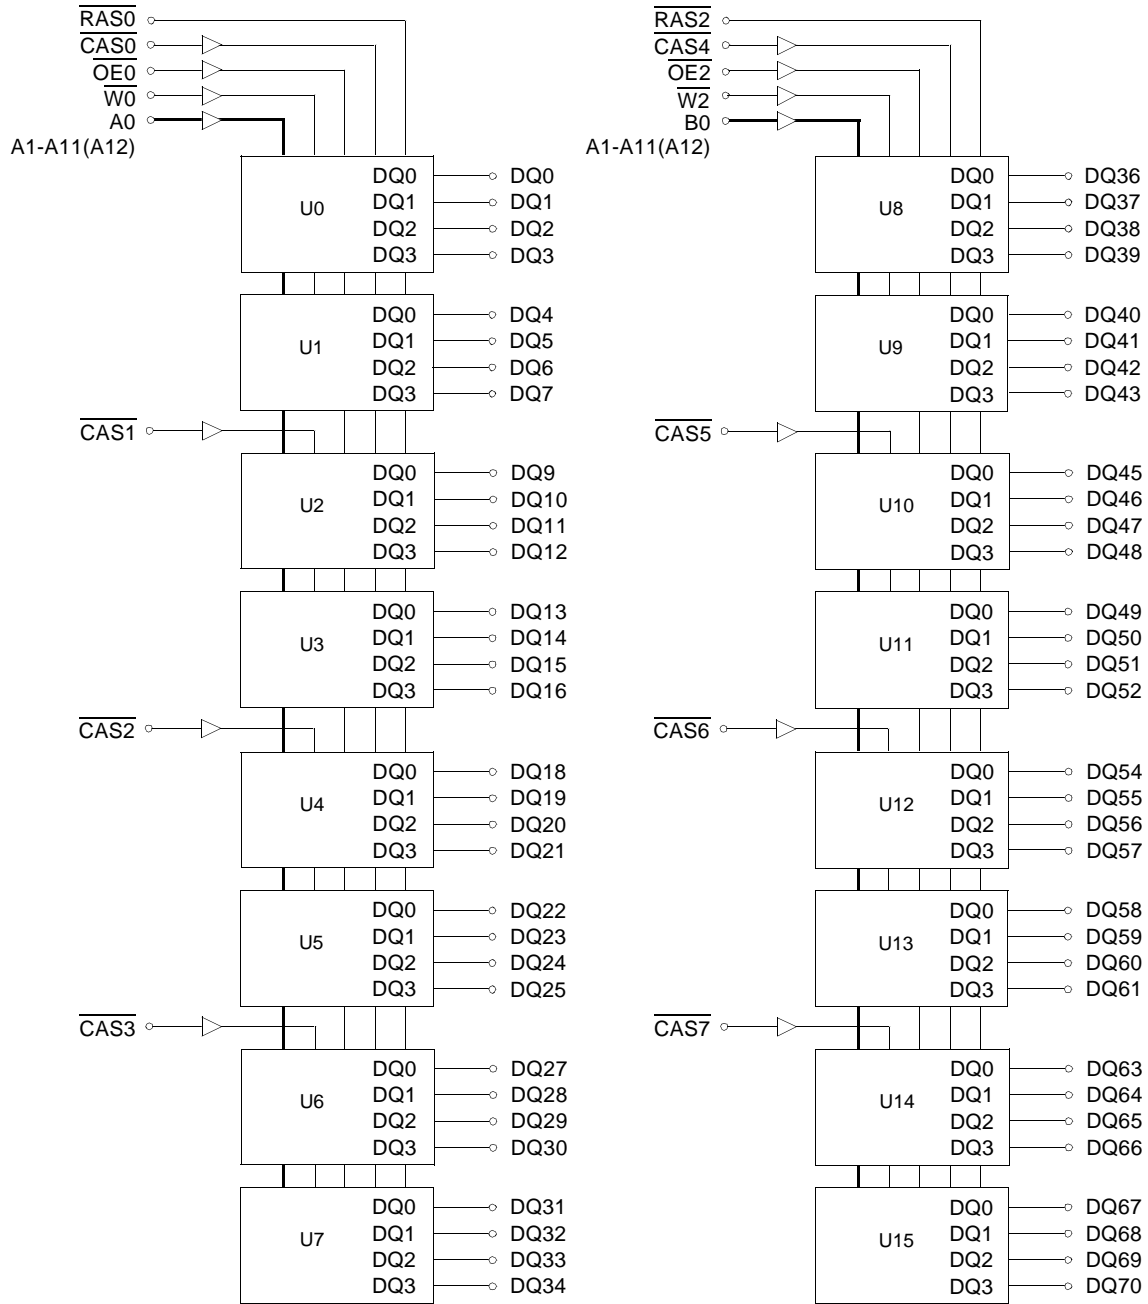 RAS0
CAS0
OE0
W0
A0
A1-A11(A12)
U0
DQ0 DQ0
DQ1 DQ1
DQ2 DQ2
DQ3 DQ3
U1
DQ0 DQ4
DQ1 DQ5
DQ2 DQ6
DQ3 DQ7
CAS1
U2
DQ0 DQ9
DQ1 DQ10
DQ2 DQ11
DQ3 DQ12
U3
DQ0 DQ13
DQ1 DQ14
DQ2 DQ15
DQ3 DQ16
CAS2
U4
DQ0 DQ18
DQ1 DQ19
DQ2 DQ20
DQ3 DQ21
U5
DQ0 DQ22
DQ1 DQ23
DQ2 DQ24
DQ3 DQ25
CAS3
U6
DQ0 DQ27
DQ1 DQ28
DQ2 DQ29
DQ3 DQ30
U7
DQ0 DQ31
DQ1 DQ32
DQ2 DQ33
DQ3 DQ34
RAS2
CAS4
OE2
W2
B0
A1-A11(A12)
U8
DQ0 DQ36
DQ1 DQ37
DQ2 DQ38
DQ3 DQ39
U9
DQ0 DQ40
DQ1 DQ41
DQ2 DQ42
DQ3 DQ43
CAS5
U10
DQ0 DQ45
DQ1 DQ46
DQ2 DQ47
DQ3 DQ48
U11
DQ0 DQ49
DQ1 DQ50
DQ2 DQ51
DQ3 DQ52
CAS6
U12
DQ0 DQ54
DQ1 DQ55
DQ2 DQ56
DQ3 DQ57
U13
DQ0 DQ58
DQ1 DQ59
DQ2 DQ60
DQ3 DQ61
CAS7
U14
DQ0 DQ63
DQ1 DQ64
DQ2 DQ65
DQ3 DQ66
U15
DQ0 DQ67
DQ1 DQ68
DQ2 DQ69
DQ3 DQ70